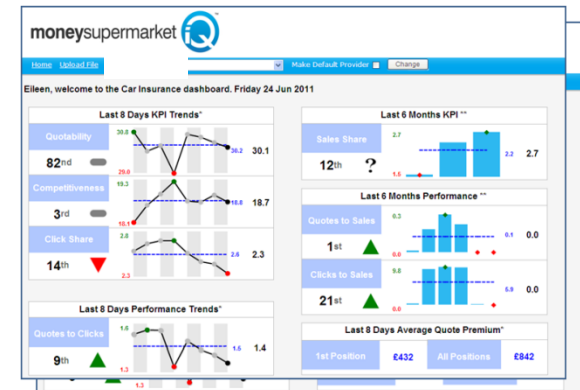 moneysupermarket iQ
Home Upload File
Make Default Provider Change
Eileen, welcome to the Car Insurance dashboard. Friday 24 Jun 2011
Last 8 Days KPI Trends*
Quotability
82nd
30.8
29.0
30.2
30.1
Competitiveness
3rd
19.3
18.1
18.8
18.7
Click Share
14th
2.8
2.3
2.6
2.3
Last 8 Days Performance Trends*
Quotes to Clicks
9th
1.6
1.3
1.5
1.4
Last 6 Months KPI **
Sales Share
12th
?
2.7
1.5
2.2
2.7
Last 6 Months Performance **
Quotes to Sales
1st
0.3
0.0
0.1
0.0
Clicks to Sales
21st
9.8
0.0
5.9
0.0
Last 8 Days Average Quote Premium*
1st Position £432 All Positions £842
1.3